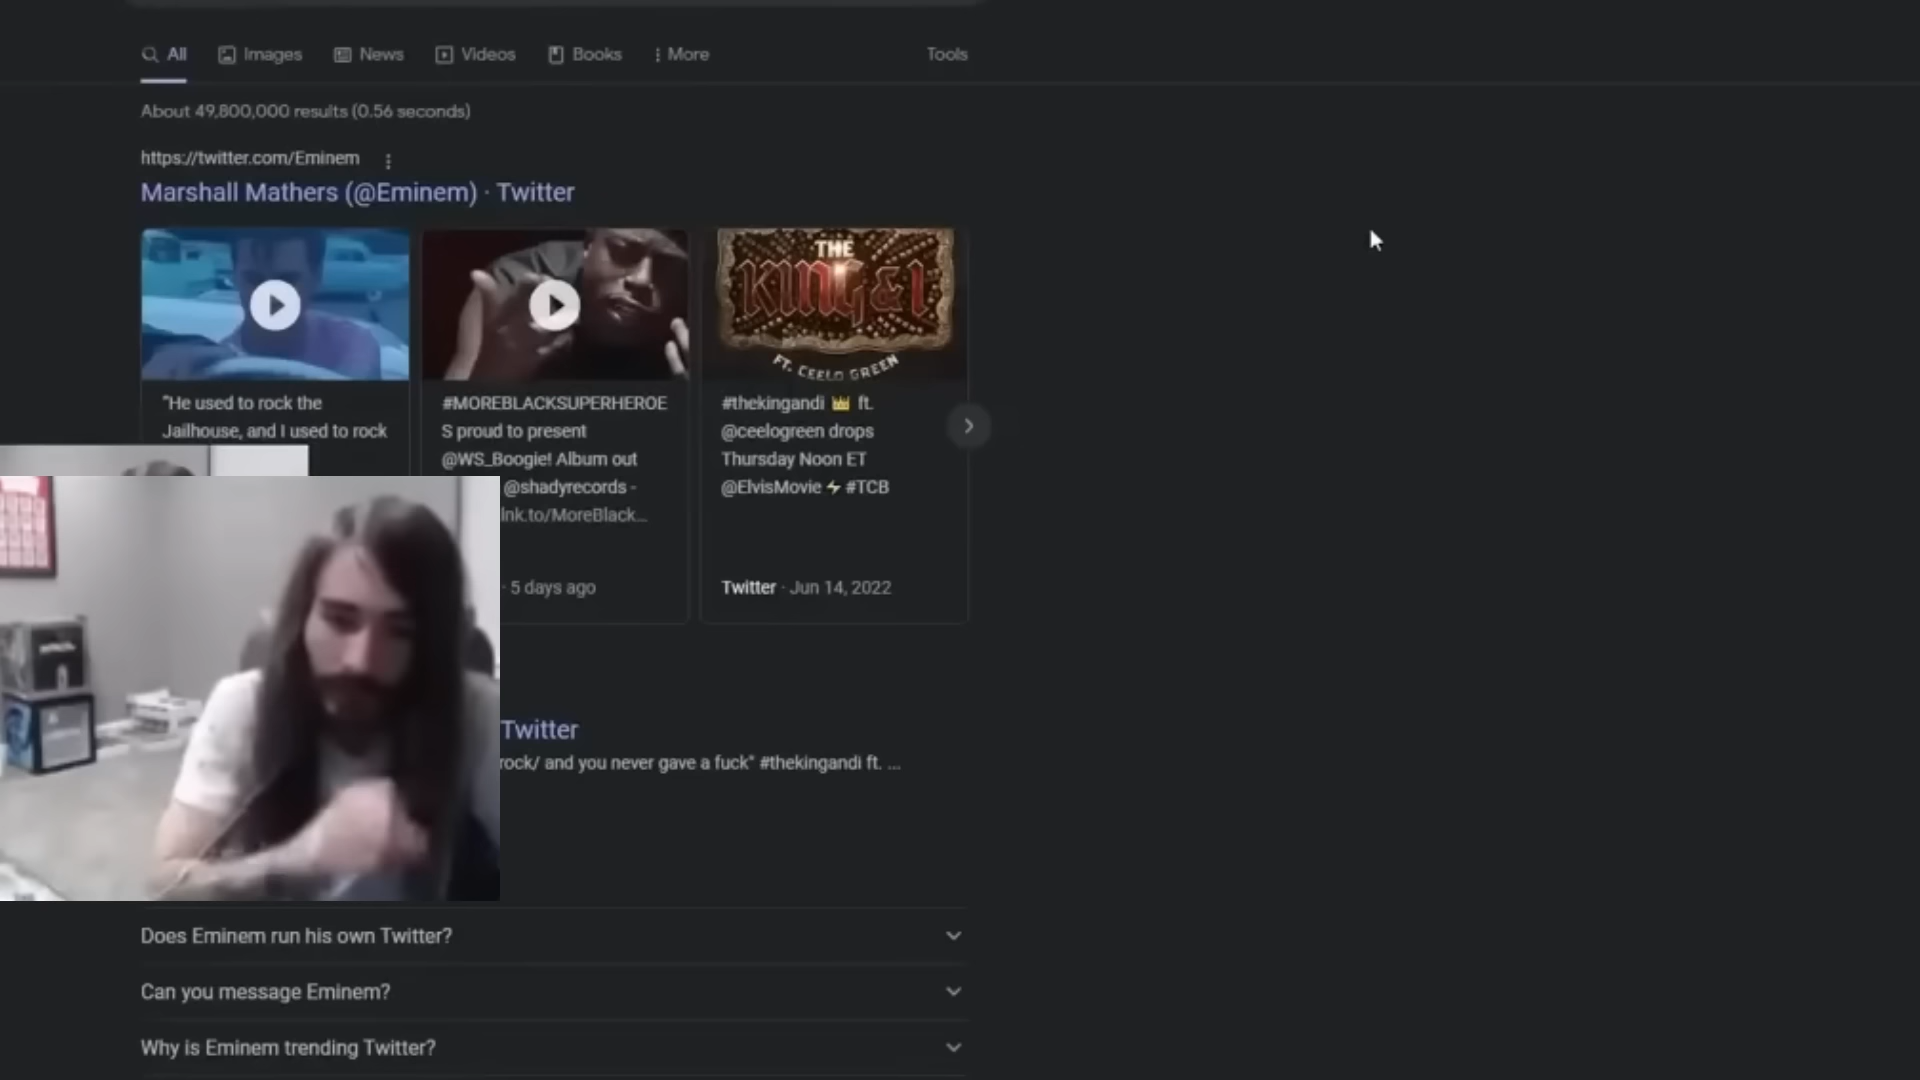 All Images News Videos Books More Tools
About 49,800,000 results (0.56 seconds)
https://twitter.com/Eminem
Marshall Mathers (@Eminem) · Twitter
THE
KING & I
FT. CEELO GREEN
"He used to rock the
Jailhouse, and I used to rock
#MOREBLACKSUPERHEROE
S proud to present
@WS_Boogie! Album out
@shadyrecords -
lnk.to/MoreBlack...
· 5 days ago
#thekingandi 👑 ft.
@ceelogreen drops
Thursday Noon ET
@ElvisMovie ⚡ #TCB
Twitter · Jun 14, 2022
Twitter
rock/ and you never gave a fuck" #thekingandi ft. ...
Does Eminem run his own Twitter?
Can you message Eminem?
Why is Eminem trending Twitter?